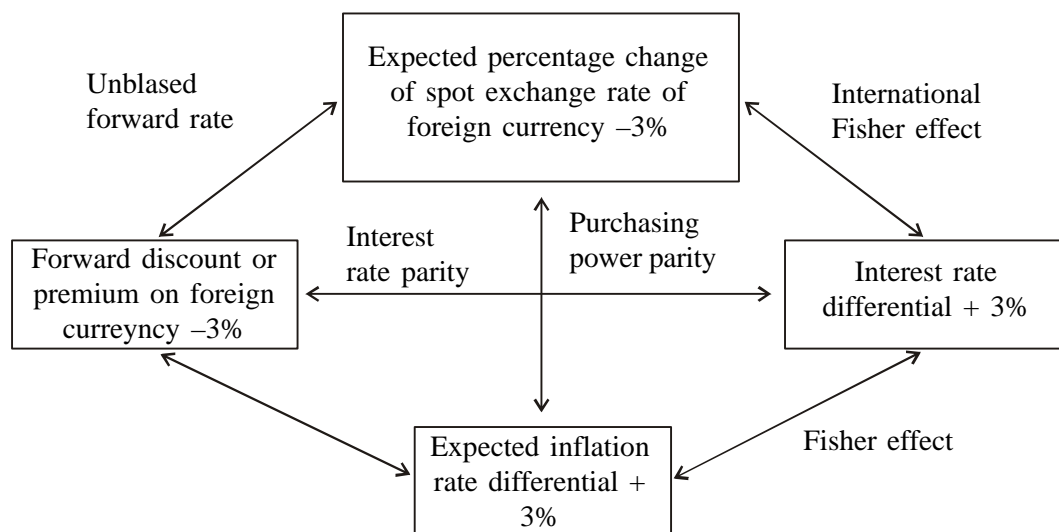 Expected percentage change
of spot exchange rate of
foreign currency –3%
Unblased
forward rate
International
Fisher effect
Interest
rate parity
Purchasing
power parity
Forward discount or
premium on foreign
curreyncy –3%
Interest rate
differential + 3%
Expected inflation
rate differential +
3%
Fisher effect